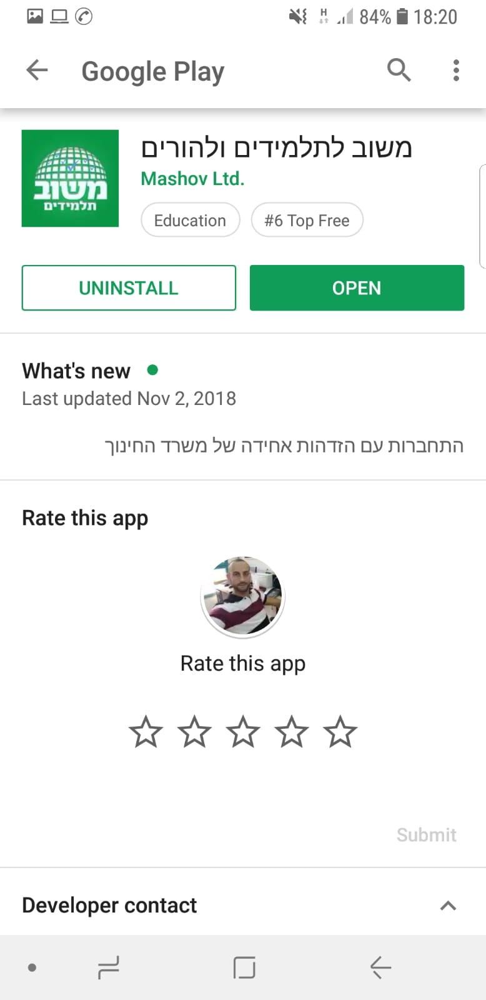 H 84% 18:20
Google Play
משוב
תלמידים
משוב לתלמידים ולהורים
Mashov Ltd.
Education
#6 Top Free
UNINSTALL
OPEN
What's new
Last updated Nov 2, 2018
התחברות עם הזדהות אחידה של משרד החינוך
Rate this app
Rate this app
Submit
Developer contact